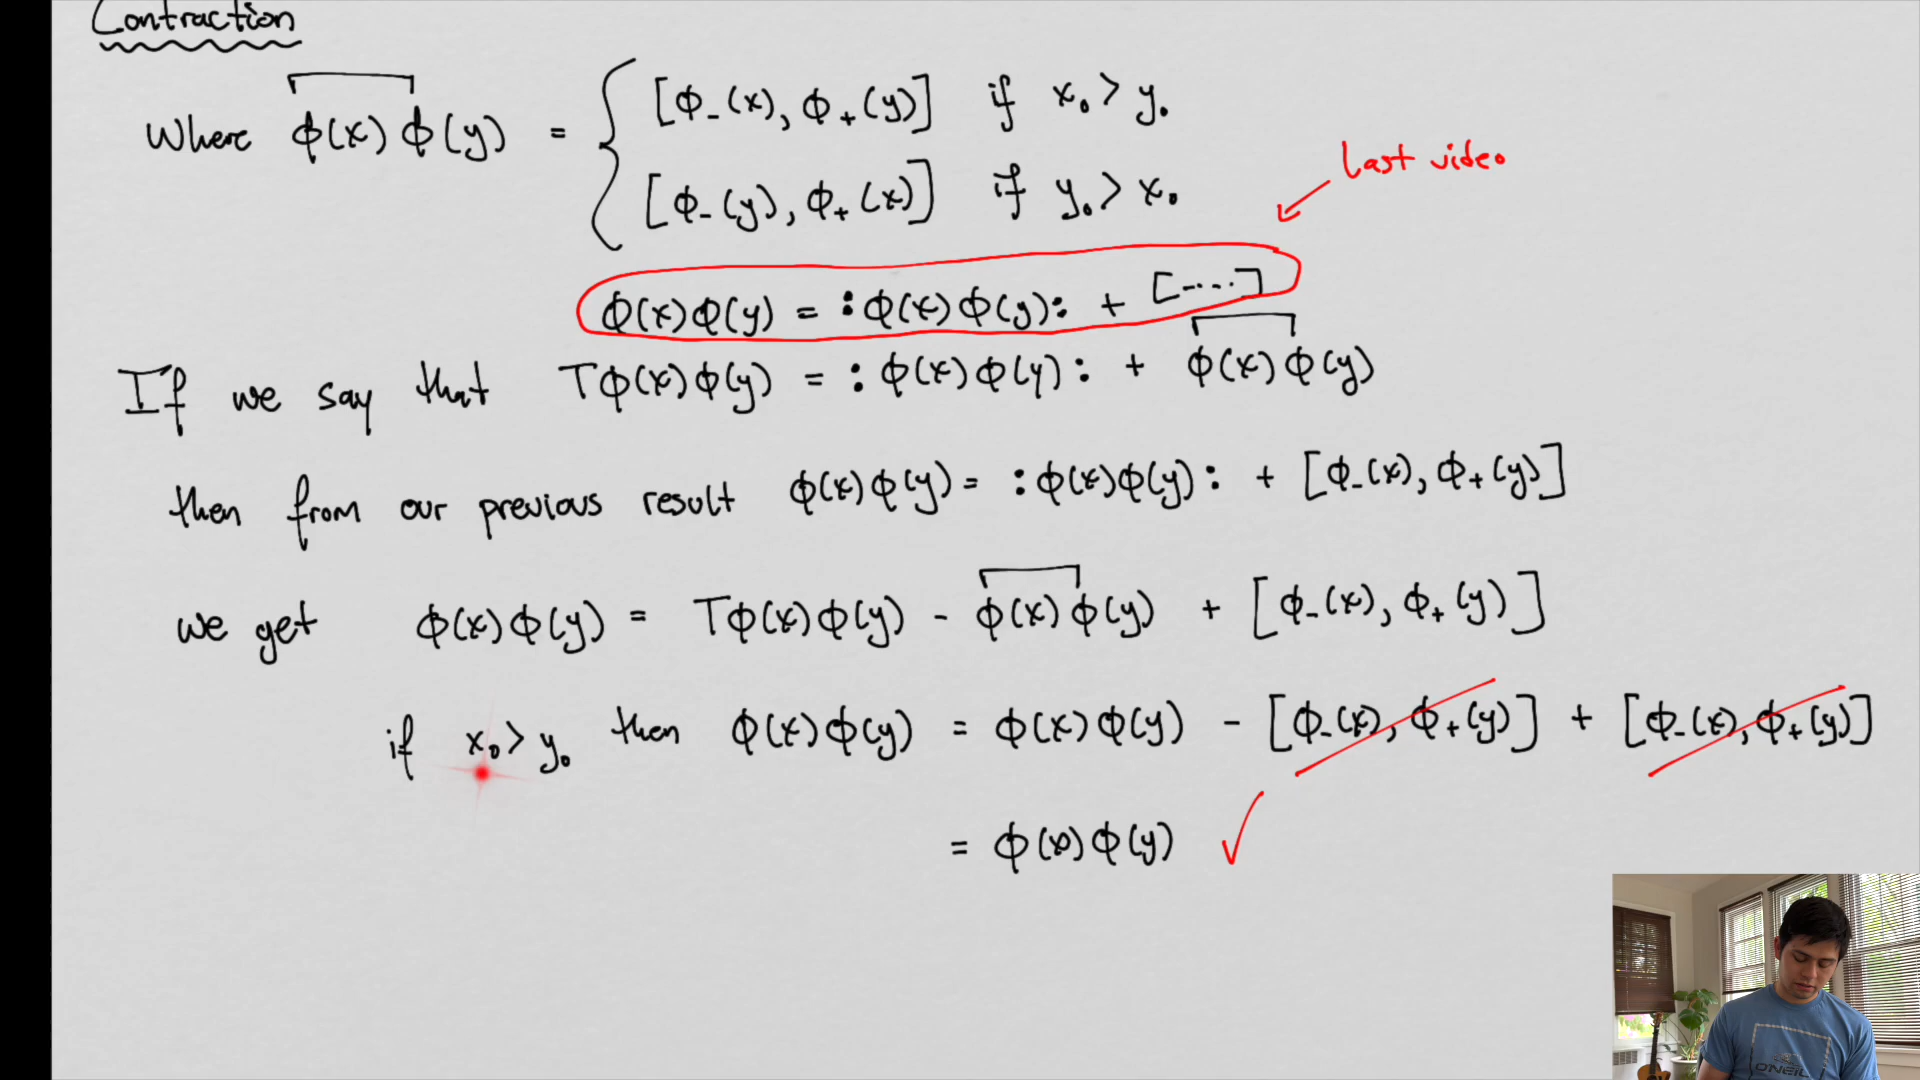 Contraction
Where ϕ(x)ϕ(y) = { [ϕ₋(x), ϕ₊(y)] if x₀ > y₀
[ϕ₋(y), ϕ₊(x)] if y₀ > x₀
Last video
ϕ(x)ϕ(y) = :ϕ(x)ϕ(y): + [-....]
If we say that Tϕ(x)ϕ(y) = :ϕ(x)ϕ(y): + ϕ(x)ϕ(y)
then from our previous result ϕ(x)ϕ(y) = :ϕ(x)ϕ(y): + [ϕ₋(x), ϕ₊(y)]
we get ϕ(x)ϕ(y) = Tϕ(x)ϕ(y) - ϕ(x)ϕ(y) + [ϕ₋(x), ϕ₊(y)]
if x₀ > y₀ then ϕ(x)ϕ(y) = ϕ(x)ϕ(y) - [ϕ₋(x), ϕ₊(y)] + [ϕ₋(x), ϕ₊(y)]
= ϕ(x)ϕ(y) ✓
O'NEILL